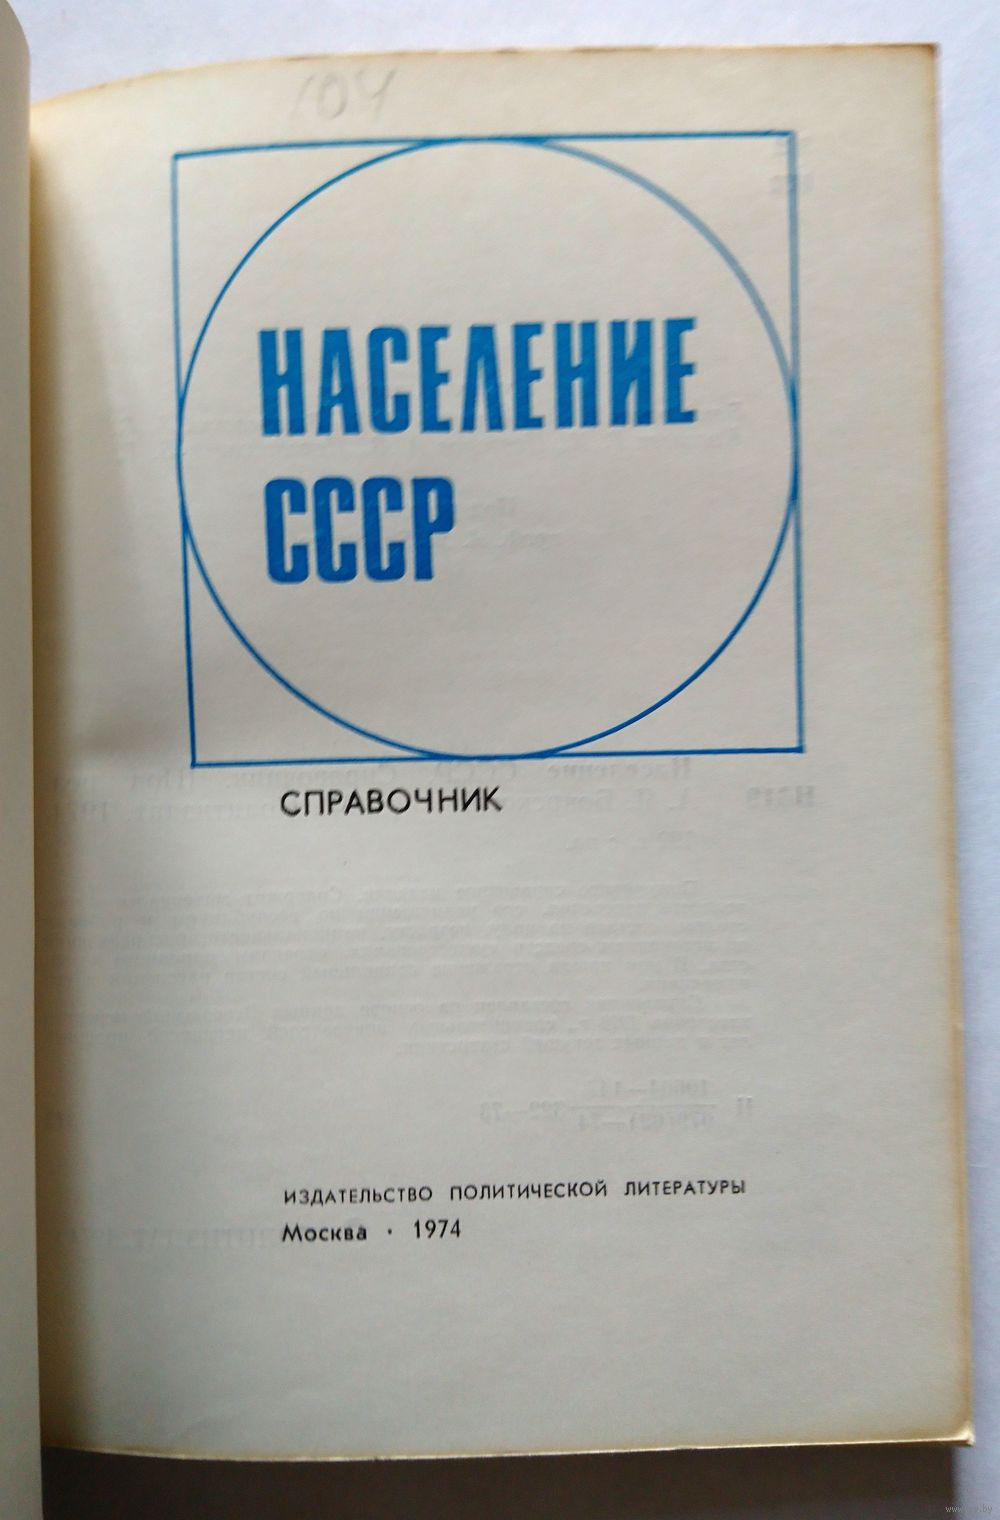 104
НАСЕЛЕНИЕ
СССР
СПРАВОЧНИК
ИЗДАТЕЛЬСТВО ПОЛИТИЧЕСКОЙ ЛИТЕРАТУРЫ
Москва · 1974